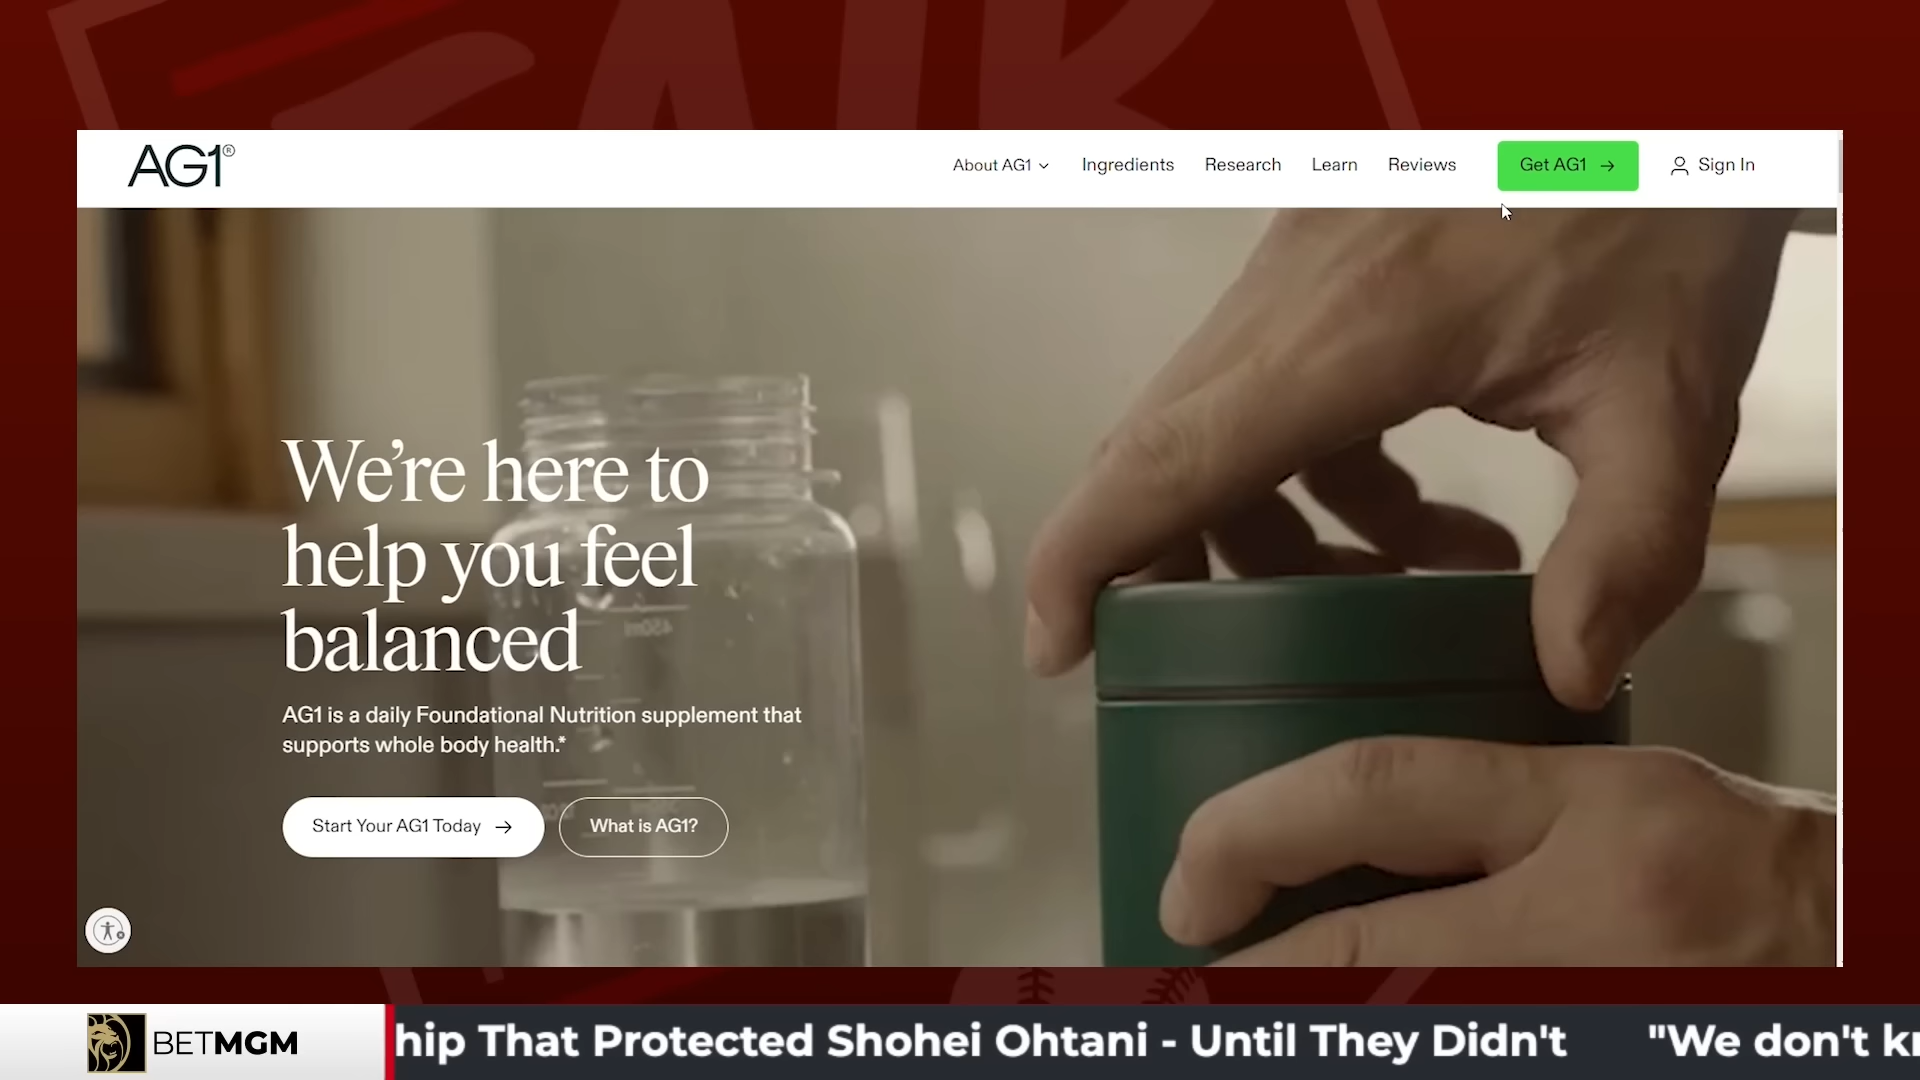 AG1®
About AG1
Ingredients
Research
Learn
Reviews
Get AG1 →
Sign In
We're here to
help you feel
balanced
AG1 is a daily Foundational Nutrition supplement that
supports whole body health.*
Start Your AG1 Today →
What is AG1?
450ml
BETMGM
hip That Protected Shohei Ohtani - Until They Didn't "We don't kn